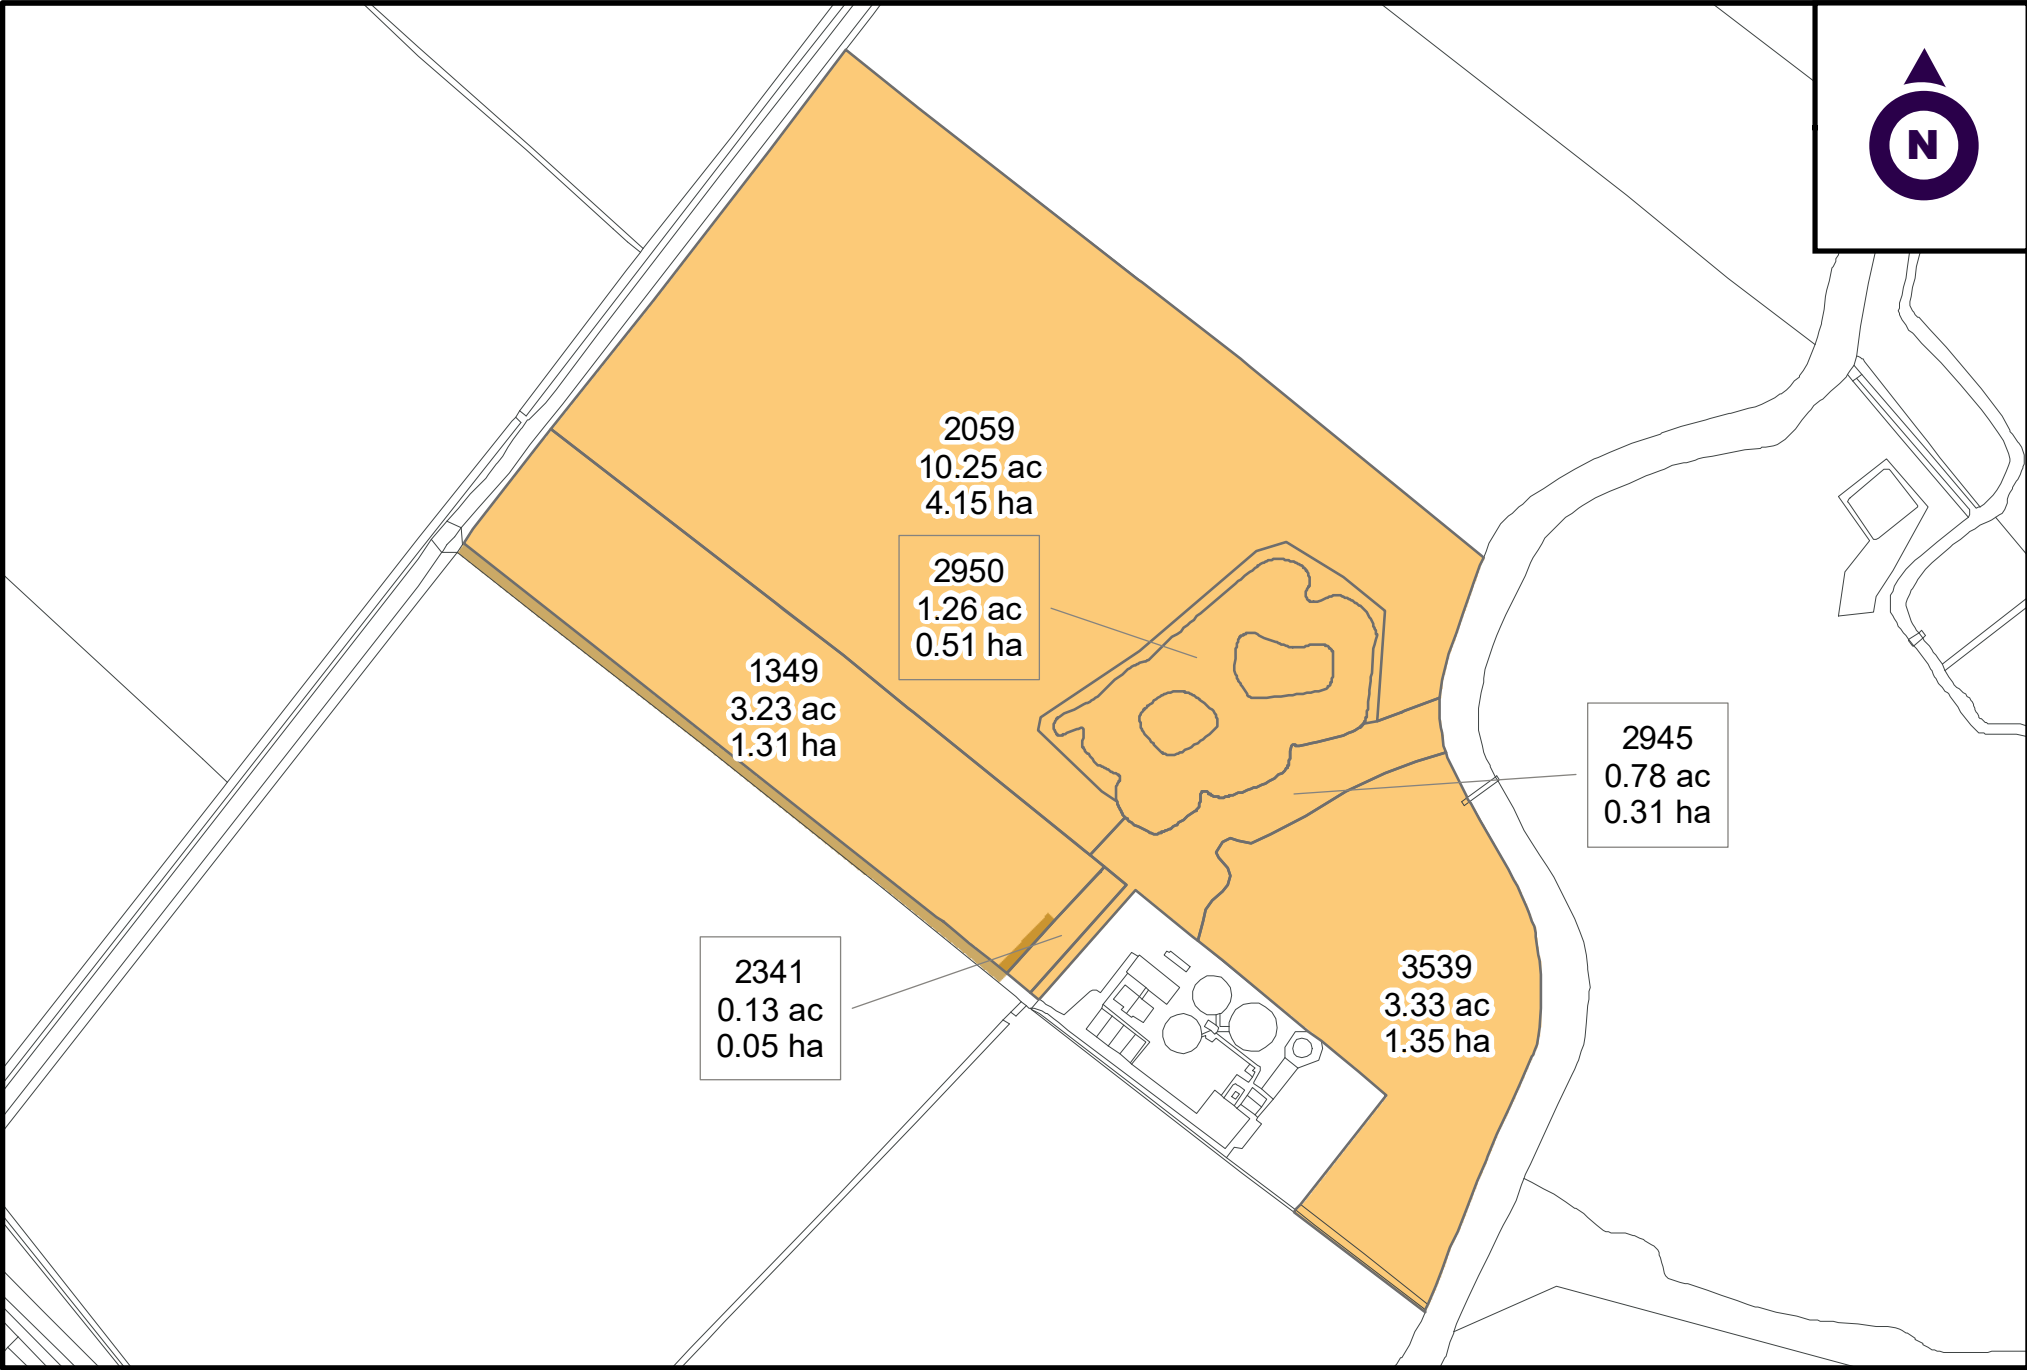 N
2059
10.25 ac
4.15 ha
2950
1.26 ac
0.51 ha
1349
3.23 ac
1.31 ha
2945
0.78 ac
0.31 ha
2341
0.13 ac
0.05 ha
3539
3.33 ac
1.35 ha